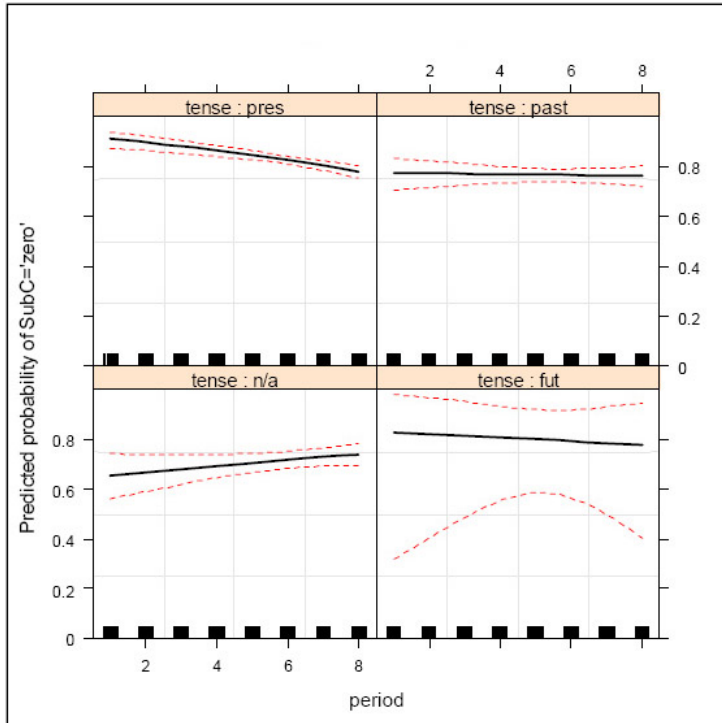 2 4 6 8
tense : pres tense : past
0.8
0.6
0.4
0.2
0
tense : n/a tense : fut
0.8
0.6
0.4
0.2
0
2 4 6 8
period
Predicted probability of SubC='zero'